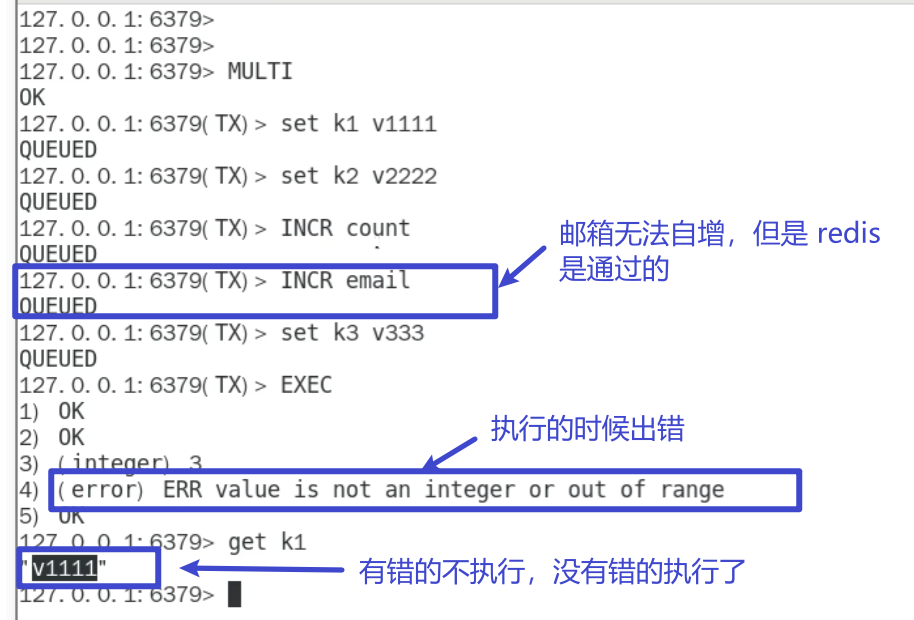 127.0.0.1:6379>
127.0.0.1:6379>
127.0.0.1:6379> MULTI
OK
127.0.0.1:6379(TX)> set k1 v1111
QUEUED
127.0.0.1:6379(TX)> set k2 v2222
QUEUED
127.0.0.1:6379(TX)> INCR count
QUEUED
邮箱无法自增，但是 redis
是通过的
127.0.0.1:6379(TX)> INCR email
QUEUED
127.0.0.1:6379(TX)> set k3 v333
QUEUED
127.0.0.1:6379(TX)> EXEC
1) OK
2) OK
执行的时候出错
3) (integer) 3
4) (error) ERR value is not an integer or out of range
5) OK
127.0.0.1:6379> get k1
"v1111"
有错的不执行，没有错的执行了
127.0.0.1:6379>